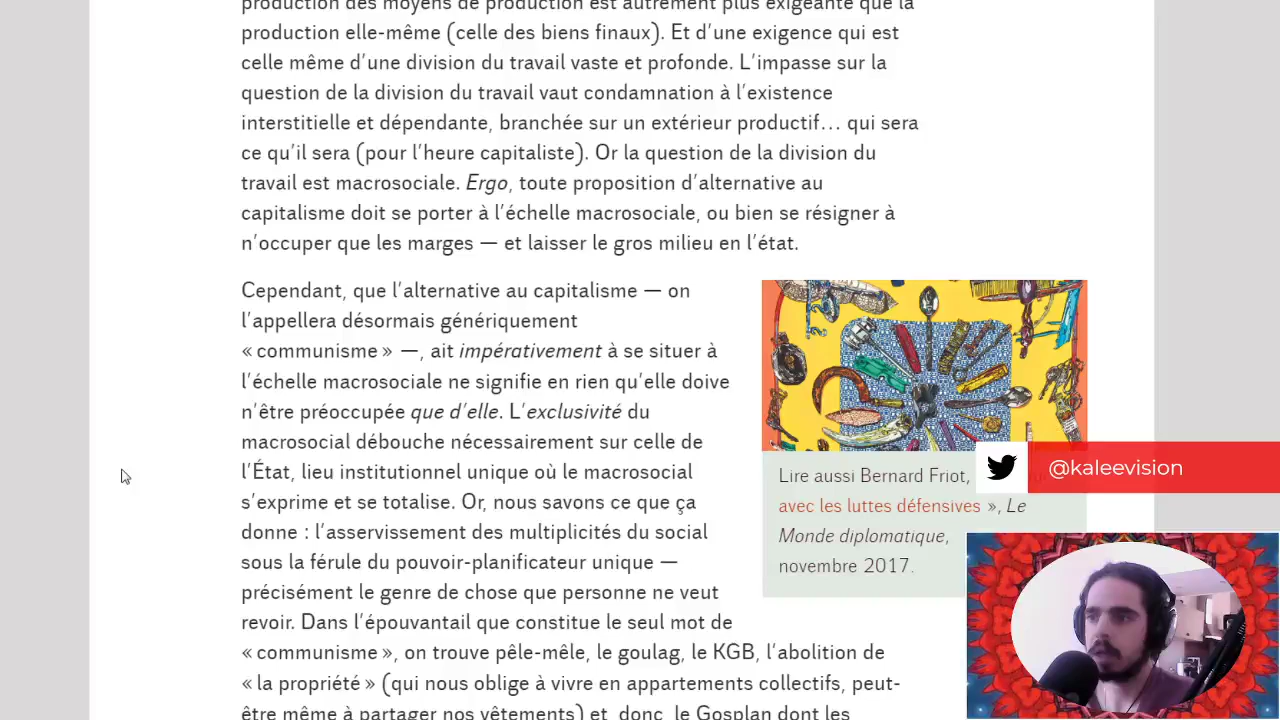 production des moyens de production est autrement plus exigeante que la
production elle-même (celle des biens finaux). Et d’une exigence qui est
celle même d’une division du travail vaste et profonde. L’impasse sur la
question de la division du travail vaut condamnation à l’existence
interstitielle et dépendante, branchée sur un extérieur productif… qui sera
ce qu’il sera (pour l’heure capitaliste). Or la question de la division du
travail est macrosociale. Ergo, toute proposition d’alternative au
capitalisme doit se porter à l’échelle macrosociale, ou bien se résigner à
n’occuper que les marges — et laisser le gros milieu en l’état.
Cependant, que l’alternative au capitalisme — on
l’appellera désormais génériquement
« communisme » —, ait impérativement à se situer à
l’échelle macrosociale ne signifie en rien qu’elle doive
n’être préoccupée que d’elle. L’exclusivité du
macrosocial débouche nécessairement sur celle de
l’État, lieu institutionnel unique où le macrosocial
s’exprime et se totalise. Or, nous savons ce que ça
donne : l’asservissement des multiplicités du social
sous la férule du pouvoir-planificateur unique —
précisément le genre de chose que personne ne veut
revoir. Dans l’épouvantail que constitue le seul mot de
« communisme », on trouve pêle-mêle, le goulag, le KGB, l’abolition de
« la propriété » (qui nous oblige à vivre en appartements collectifs, peut-
être même à partager nos vêtements) et, donc, le Gosplan dont les
Lire aussi Bernard Friot,
avec les luttes défensives », Le
Monde diplomatique,
novembre 2017.
@kaleevision